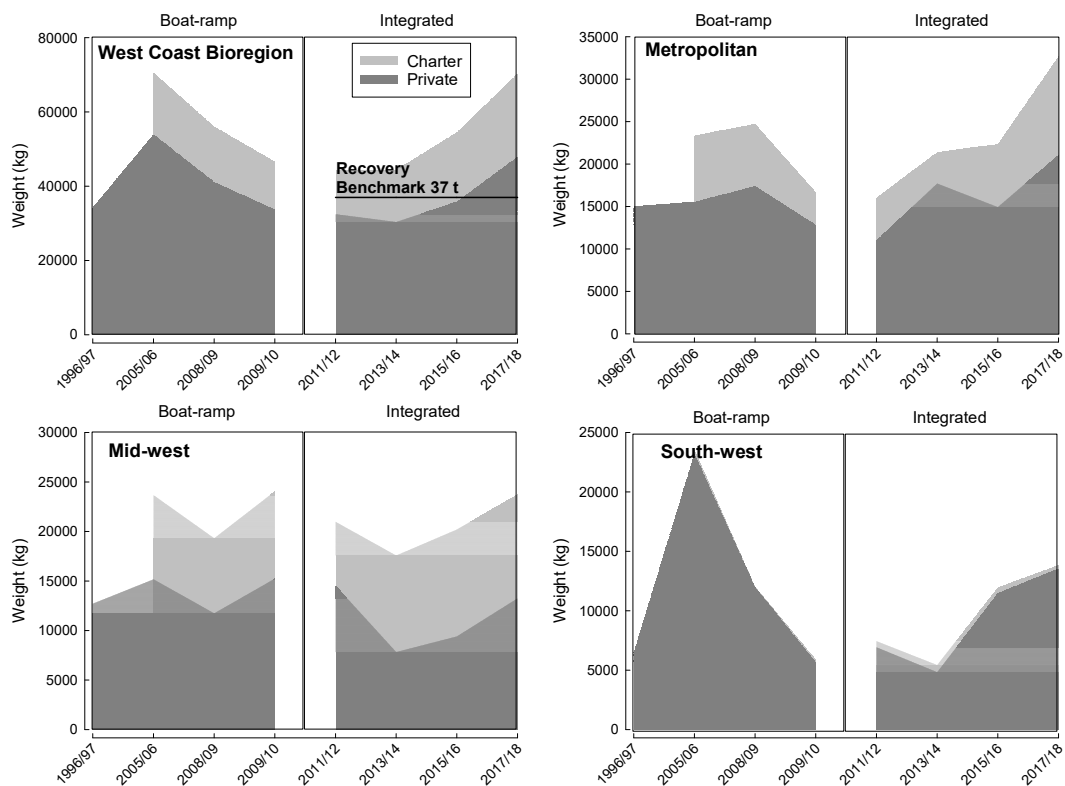 Boat-ramp
Integrated
West Coast Bioregion
Charter
Private
Recovery
Benchmark 37 t
Weight (kg)
80000
60000
40000
20000
0
1996/97
2005/06
2008/09
2009/10
2011/12
2013/14
2015/16
2017/18
Boat-ramp
Integrated
Metropolitan
Weight (kg)
35000
30000
25000
20000
15000
10000
5000
0
1996/97
2005/06
2008/09
2009/10
2011/12
2013/14
2015/16
2017/18
Boat-ramp
Integrated
Mid-west
Weight (kg)
30000
25000
20000
15000
10000
5000
0
1996/97
2005/06
2008/09
2009/10
2011/12
2013/14
2015/16
2017/18
Boat-ramp
Integrated
South-west
Weight (kg)
25000
20000
15000
10000
5000
0
1996/97
2005/06
2008/09
2009/10
2011/12
2013/14
2015/16
2017/18